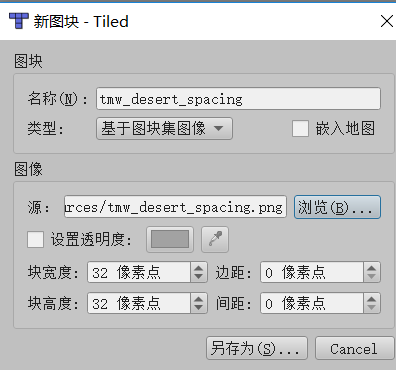 新图块 - Tiled
图块
名称(N): tmw_desert_spacing
类型: 基于图块集图像 嵌入地图
图像
源: urces/tmw_desert_spacing.png 浏览(B)...
设置透明度:
块宽度: 32 像素点 边距: 0 像素点
块高度: 32 像素点 间距: 0 像素点
另存为(S)... Cancel